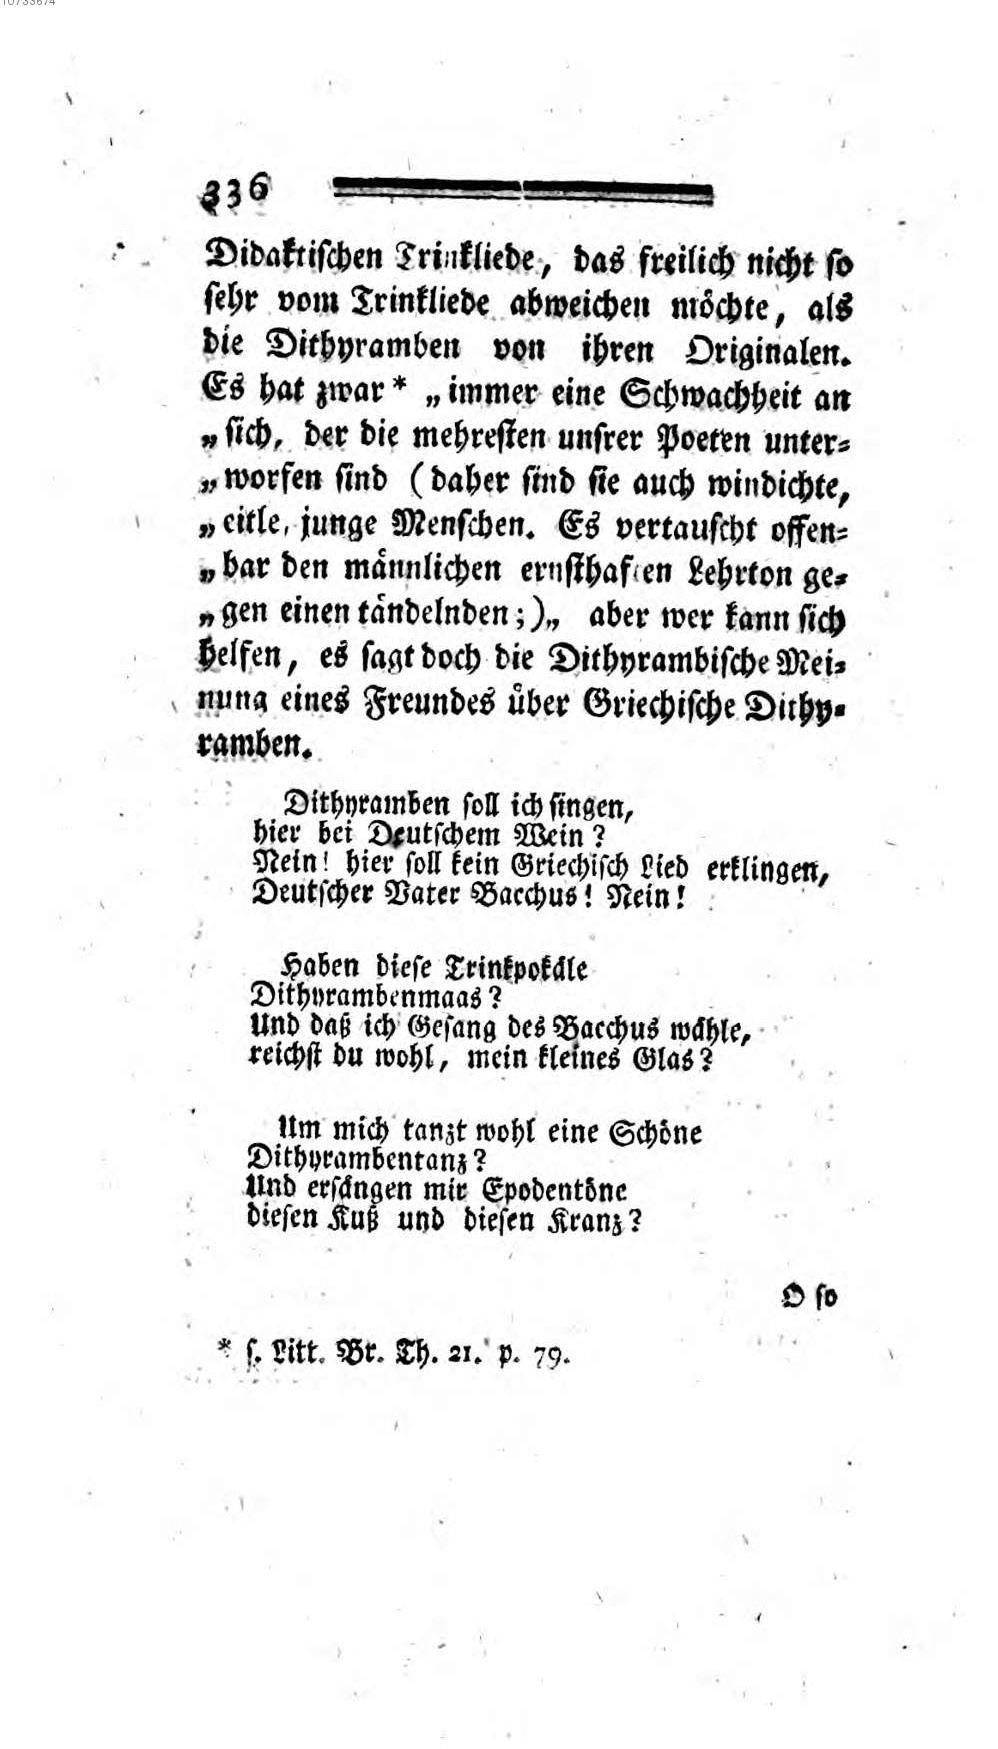 10733674
336
Didaktischen Trinkliede, das freilich nicht so
sehr vom Trinkliede abweichen möchte, als
die Dithyramben von ihren Originalen.
Es hat zwar * „immer eine Schwachheit an
„sich, der die mehresten unsrer Poeten unter-
„worfen sind (daher sind sie auch windichte,
„eitle, junge Menschen. Es vertauscht offen-
„bar den männlichen ernsthaften Lehrton ge-
„gen einen tändelnden;)„ aber wer kann sich
helfen, es sagt doch die Dithyrambische Mei-
nung eines Freundes über Griechische Dithy-
ramben.
Dithyramben soll ich singen,
hier bei Deutschem Wein?
Nein! hier soll kein Griechisch Lied erklingen,
Deutscher Vater Bacchus! Nein!
Haben diese Trinkpokäle
Dithyrambenmaas?
Und daß ich Gesang des Bacchus wähle,
reichst du wohl, mein kleines Glas?
Um mich tanzt wohl eine Schöne
Dithyrambentanz?
Und ersängen mir Epodentöne
diesen Kuß und diesen Kranz?
O so
* s. Litt. Br. Th. 21. p. 79.